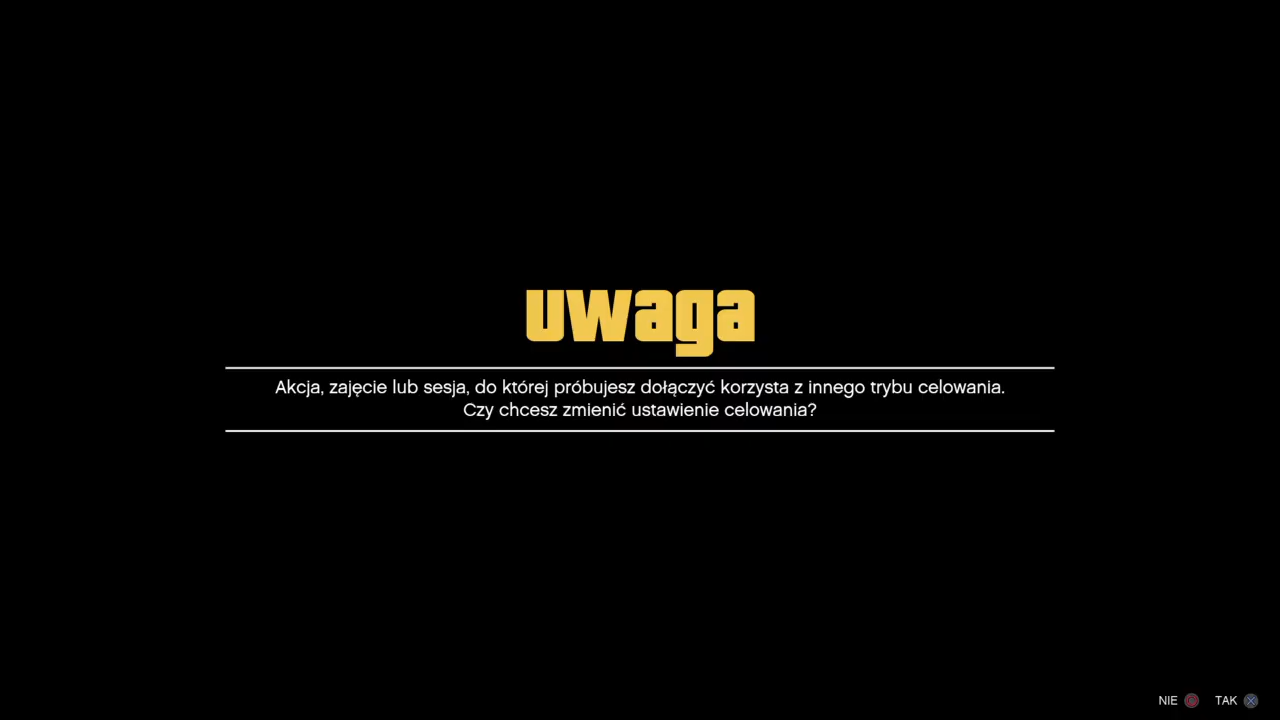 uwaga
Akcja, zajęcie lub sesja, do której próbujesz dołączyć korzysta z innego trybu celowania.
Czy chcesz zmienić ustawienie celowania?
NIE TAK